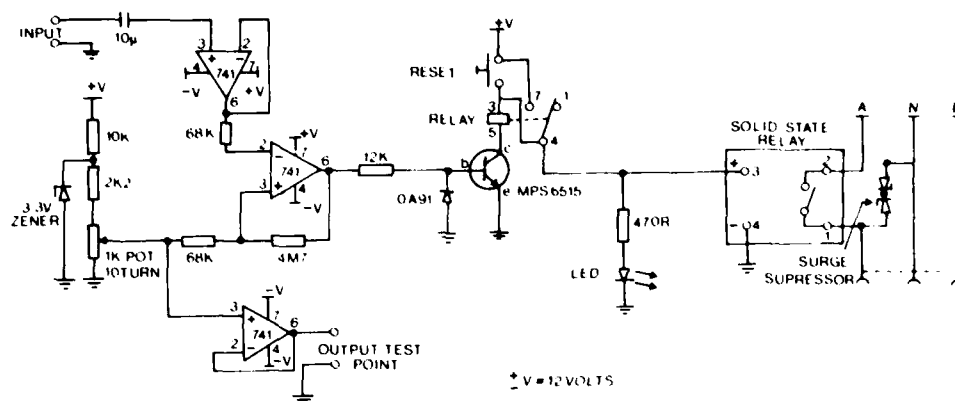 INPUT
10µ
3
2
+
−
4
741
7
−V
+V
6
+V
10K
2K2
3.3V
ZENER
1K POT
10 TURN
68K
2
−
+V
7
6
741
3
+
4
−V
68K
4M7
3
+
−V
7
6
741
2
−
4
−V
OUTPUT TEST
POINT
12K
OA91
b
c
e
MPS6515
+V
RESET
7
1
3
RELAY
5
4
470R
LED
SOLID STATE
RELAY
+
3
2
−
4
1
A
N
SURGE
SUPRESSOR
± V = 12 VOLTS